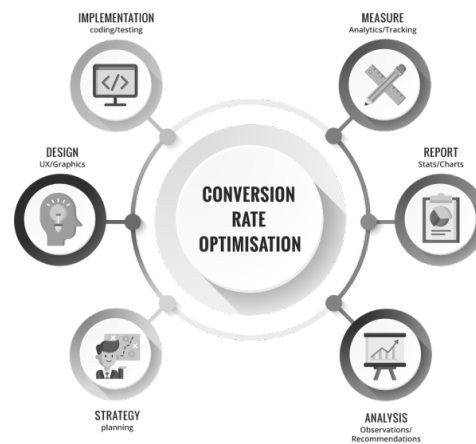 IMPLEMENTATION
coding/testing
MEASURE
Analytics/Tracking
DESIGN
UX/Graphics
REPORT
Stats/Charts
CONVERSION
RATE
OPTIMISATION
STRATEGY
planning
ANALYSIS
Observations/
Recommendations